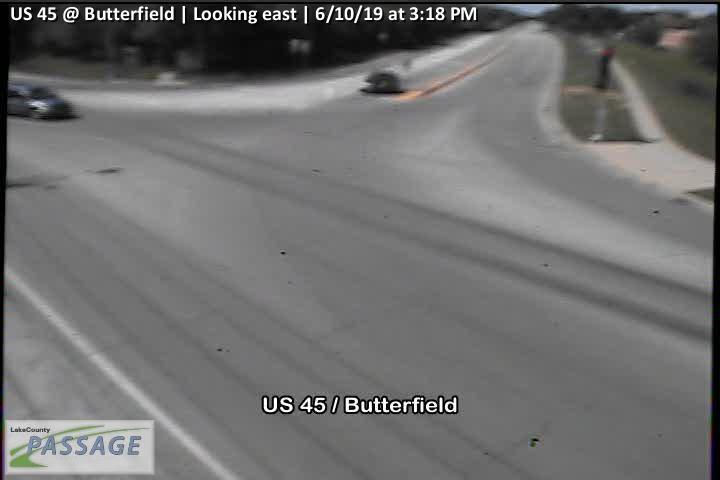 US 45 @ Butterfield | Looking east | 6/10/19 at 3:18 PM
US 45 / Butterfield
LakeCounty
PASSAGE